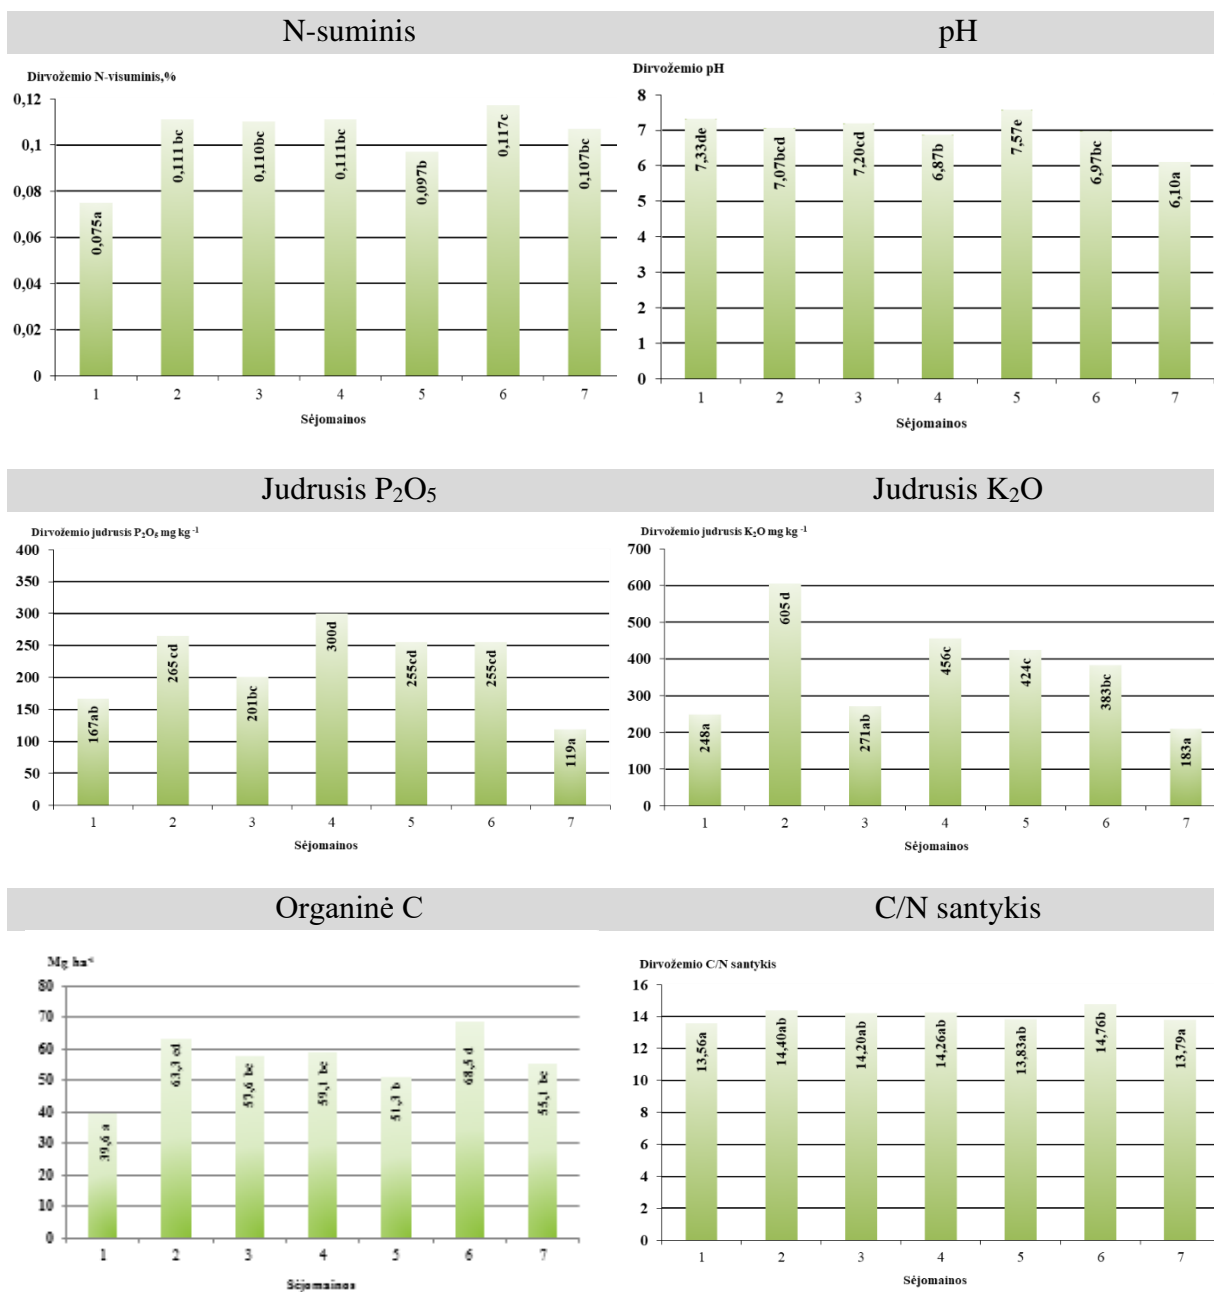 N-suminis
pH
Dirvožemio N-visuminis,%
0,12
0,1
0,08
0,06
0,04
0,02
0
0,075a
0,111 bc
0,110bc
0,111bc
0,097b
0,117c
0,107bc
1 2 3 4 5 6 7
Sėjomainos
Dirvožemio pH
8
7
6
5
4
3
2
1
0
7,33de
7,07bcd
7,20cd
6,87b
7,57e
6,97bc
6,10a
1 2 3 4 5 6 7
Sėjomainos
Judrusis P₂O₅
Judrusis K₂O
Dirvožemio judrusis P₂O₅ mg kg ⁻¹
400
350
300
250
200
150
100
50
0
167ab
265 cd
201bc
300d
255cd
255cd
119a
1 2 3 4 5 6 7
Sėjomainos
Dirvožemio judrusis K₂O mg kg ⁻¹
700
600
500
400
300
200
100
0
248a
605 d
271ab
456c
424c
383bc
183a
1 2 3 4 5 6 7
Sėjomainos
Organinė C
C/N santykis
Mg ha⁻¹
80
70
60
50
40
30
20
10
0
39,6 a
63,3 cd
57,6 bc
59,1 bc
51,3 b
68,5 d
55,1 bc
1 2 3 4 5 6 7
Sėjomainos
Dirvožemio C/N santykis
16
14
12
10
8
6
4
2
0
13,56a
14,40ab
14,20ab
14,26ab
13,83ab
14,76b
13,79a
1 2 3 4 5 6 7
Sėjomainos